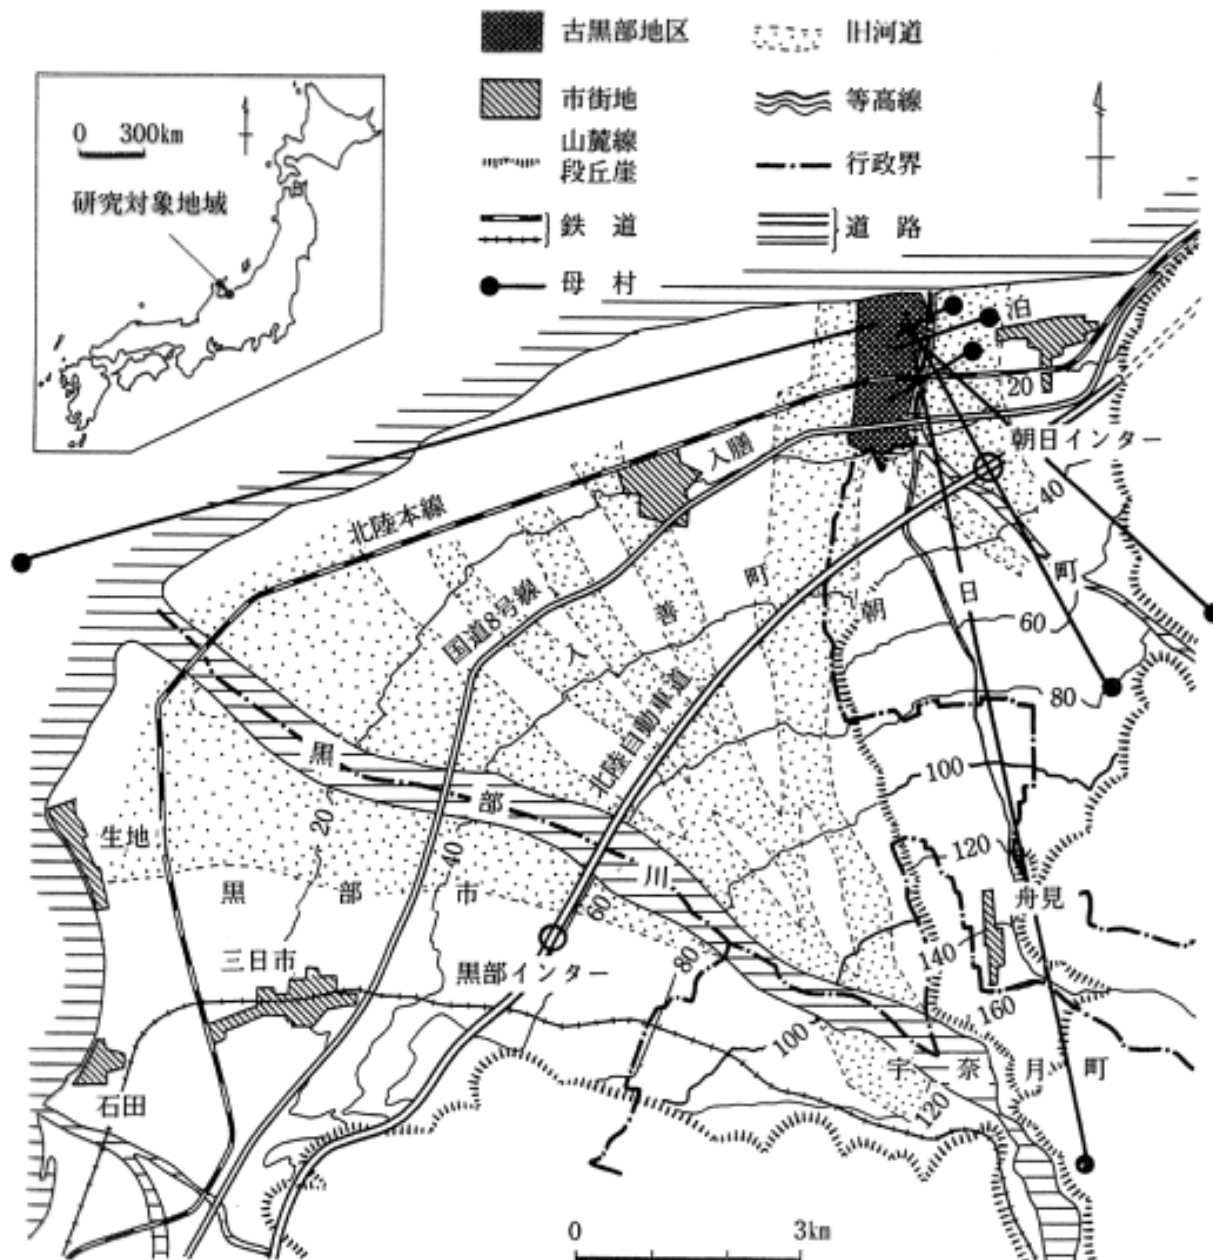 古黒部地区
旧河道
市街地
等高線
山麓線
段丘崖
行政界
鉄 道
道 路
母 村
0 300km
研究対象地域
泊
20
朝日インター
40
入膳
北陸本線
国道8号線
入 善 町
朝 日 町
60
80
北陸自動車道
100
黒 部 川
120
舟見
生地
20
40
黒 部 市
60
80
140
160
三日市
黒部インター
100
宇 奈 月 町
120
石田
0 3km